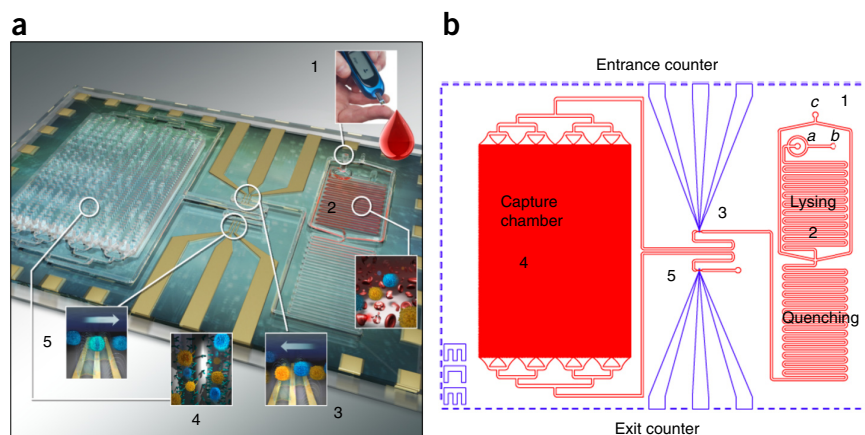 a
1
2
5
4
3
b
Entrance counter
1
c
a
b
3
Capture
chamber
Lysing
2
4
5
Quenching
ECE
Exit counter